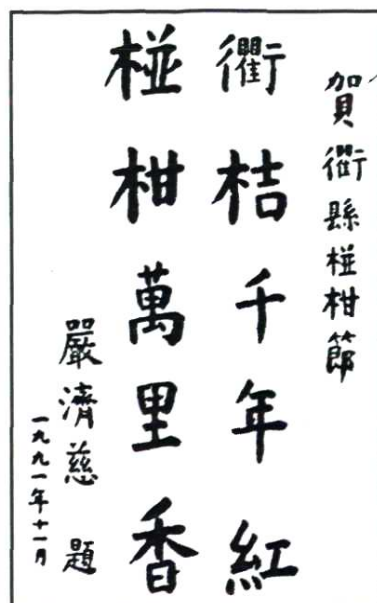 賀衢縣椪柑節
衢桔千年紅
椪柑萬里香
嚴濟慈 題
一九九一年十一月